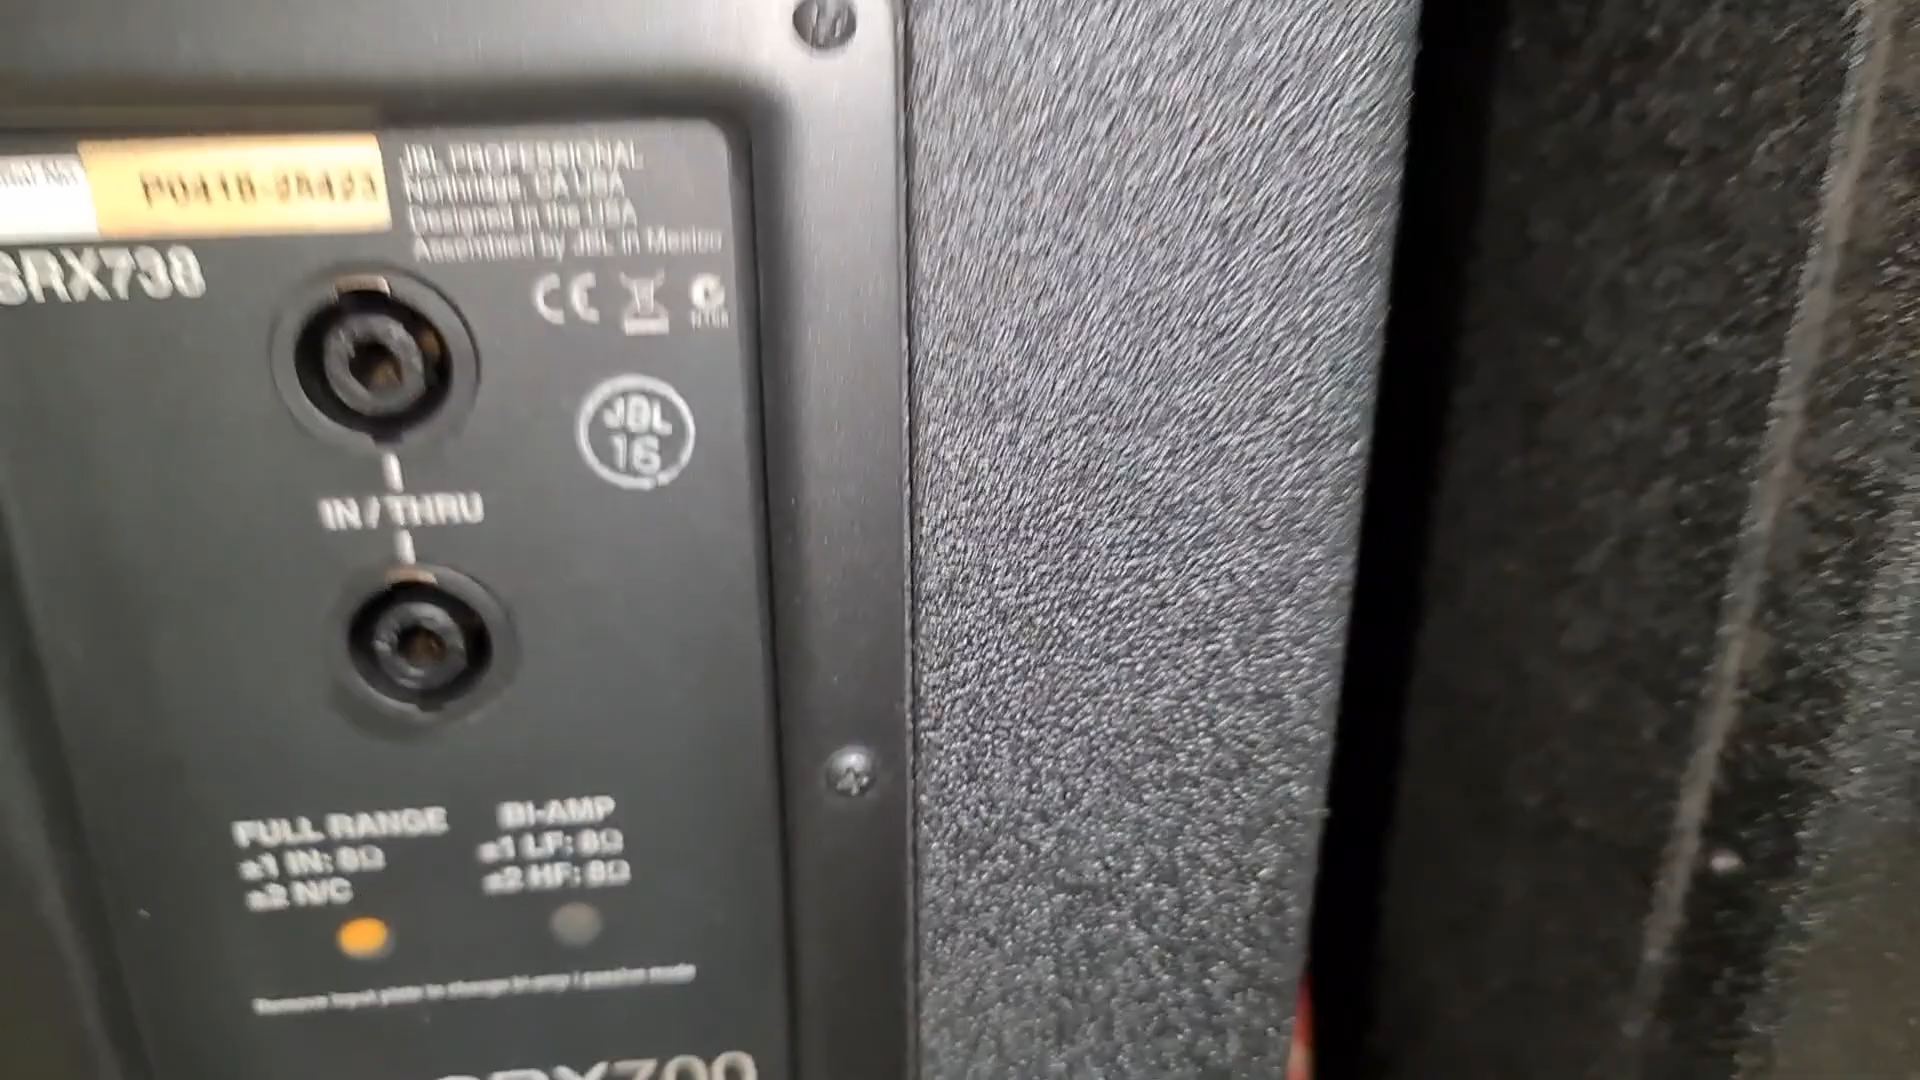 JBL PROFESSIONAL
Northridge, CA USA
Designed in the USA
Assembled by JBL in Mexico
SRX738
CE
JBL
16
IN / THRU
FULL RANGE
±1 IN: 8Ω
±2 N/C
BI-AMP
±1 LF: 8Ω
±2 HF: 8Ω
Remove input plate to change bi-amp / passive mode
SRX700